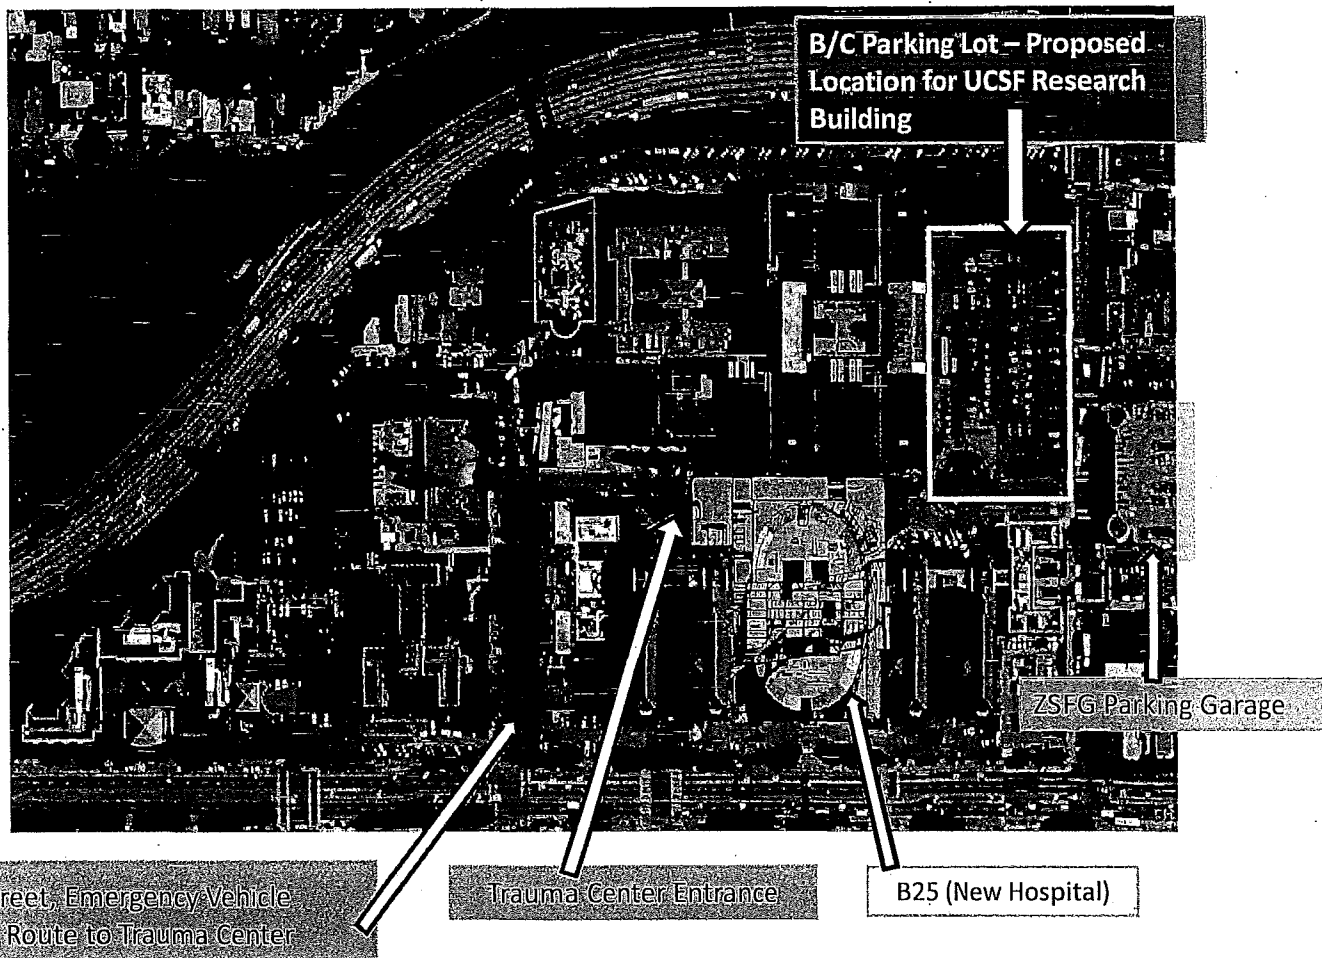 B/C Parking Lot – Proposed
Location for UCSF Research
Building
ZSFG Parking Garage
Trauma Center Entrance
B25 (New Hospital)
reet, Emergency Vehicle
Route to Trauma Center